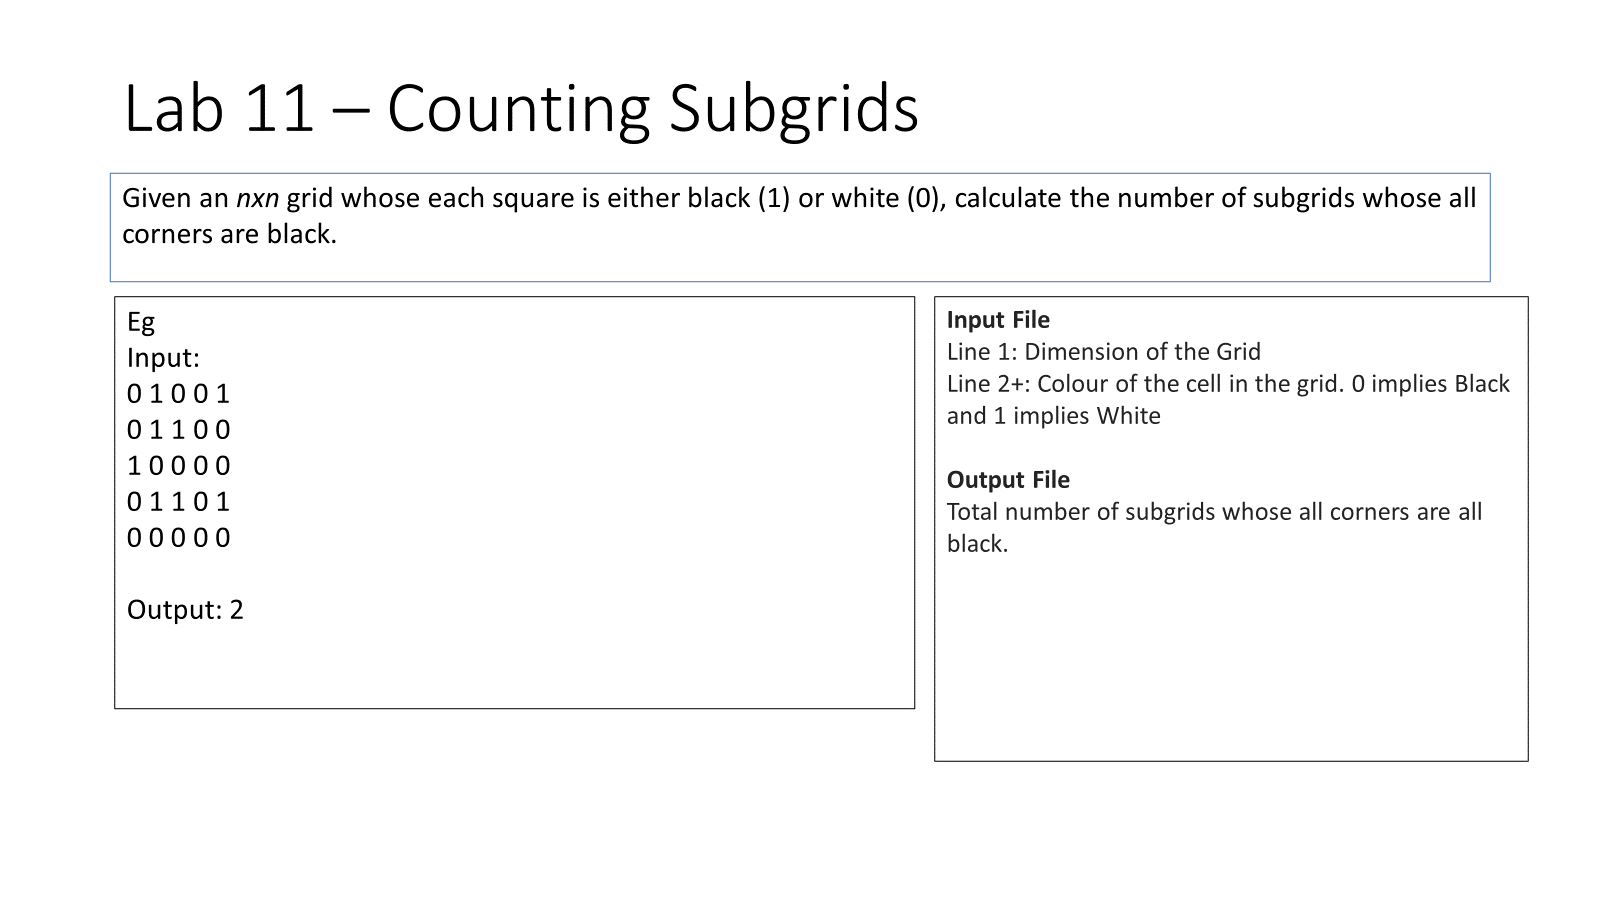 Lab 11 – Counting Subgrids
Given an nxn grid whose each square is either black (1) or white (0), calculate the number of subgrids whose all
corners are black.
Eg
Input:
0 1 0 0 1
0 1 1 0 0
1 0 0 0 0
0 1 1 0 1
0 0 0 0 0
Output: 2
Input File
Line 1: Dimension of the Grid
Line 2+: Colour of the cell in the grid. 0 implies Black
and 1 implies White
Output File
Total number of subgrids whose all corners are all
black.